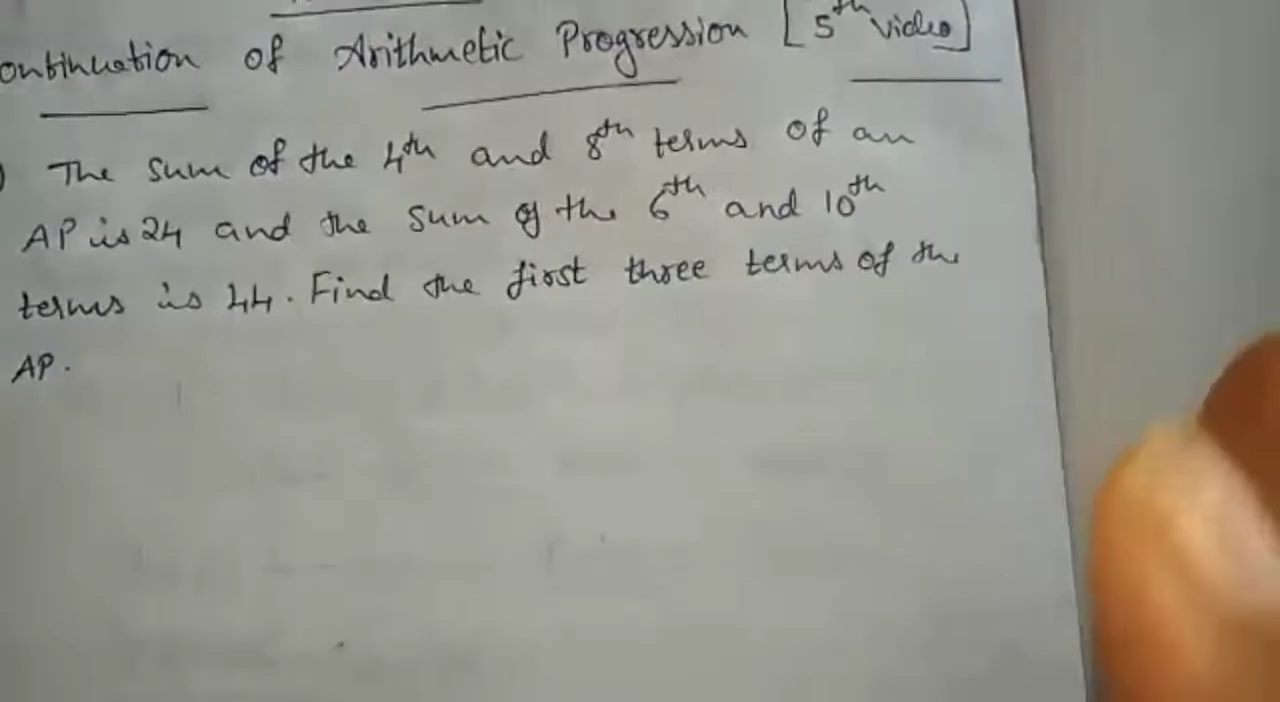 ontinuation of Arithmetic Progression [5th video]
The sum of the 4th and 8th terms of an
AP is 24 and the sum of the 6th and 10th
terms is 44. Find the first three terms of the
AP.